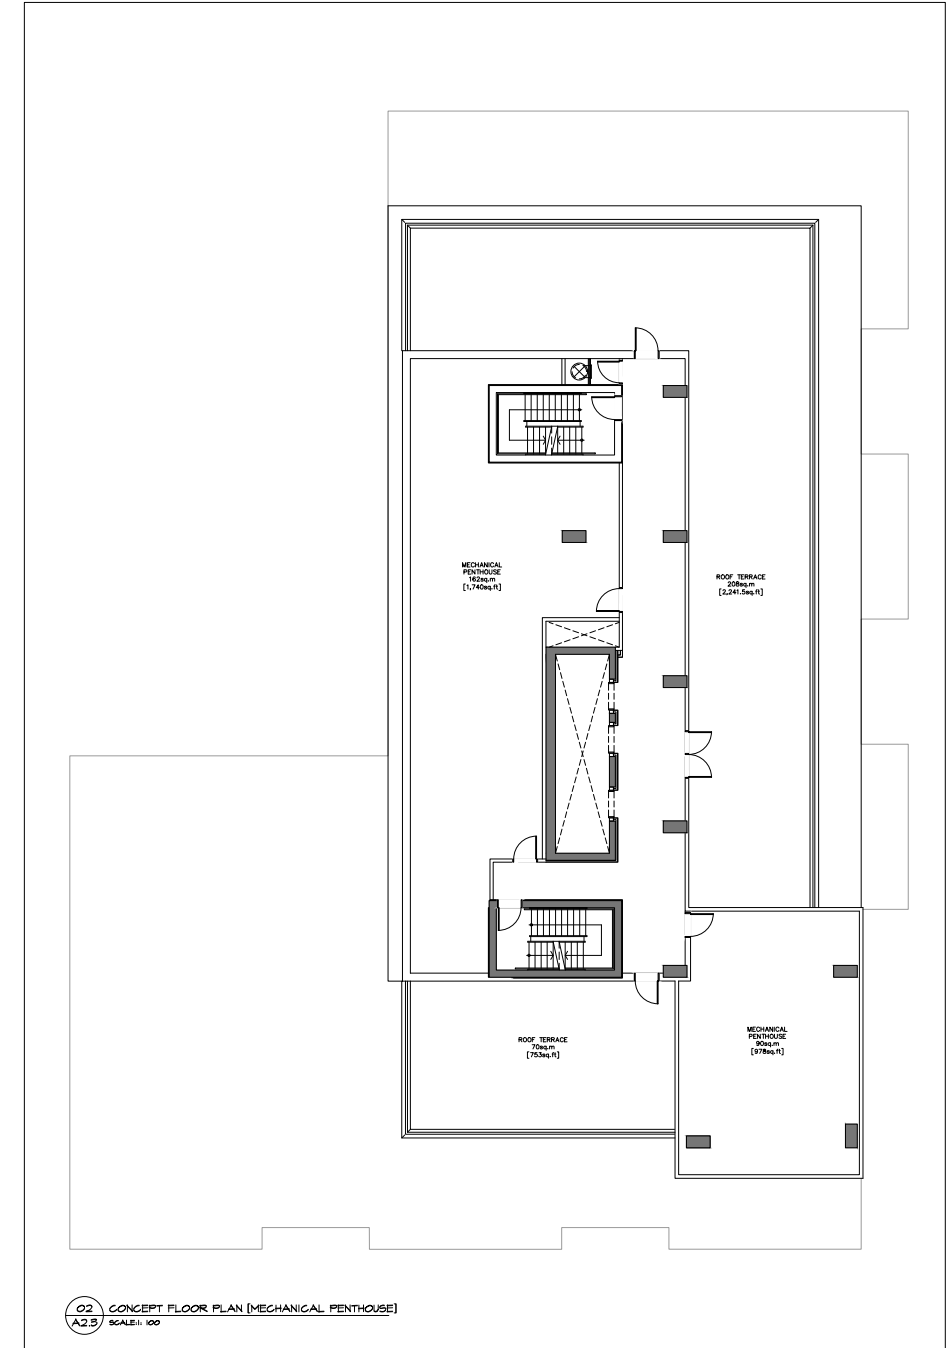 MECHANICAL
PENTHOUSE
162sq.m
[1,740sq.ft]
ROOF TERRACE
208sq.m
[2,241.5sq.ft]
ROOF TERRACE
70sq.m
[753sq.ft]
MECHANICAL
PENTHOUSE
90sq.m
[978sq.ft]
02
A2.3
CONCEPT FLOOR PLAN [MECHANICAL PENTHOUSE]
SCALE:1: 100